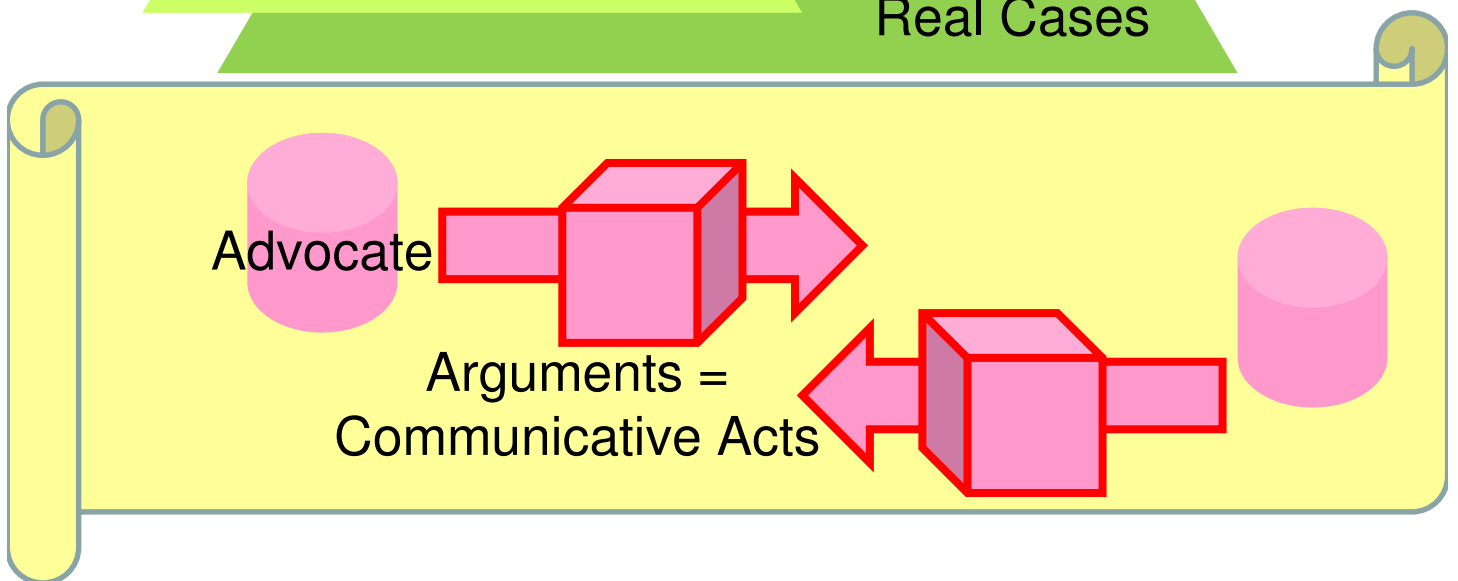 Real Cases
Advocate
Arguments =
Communicative Acts